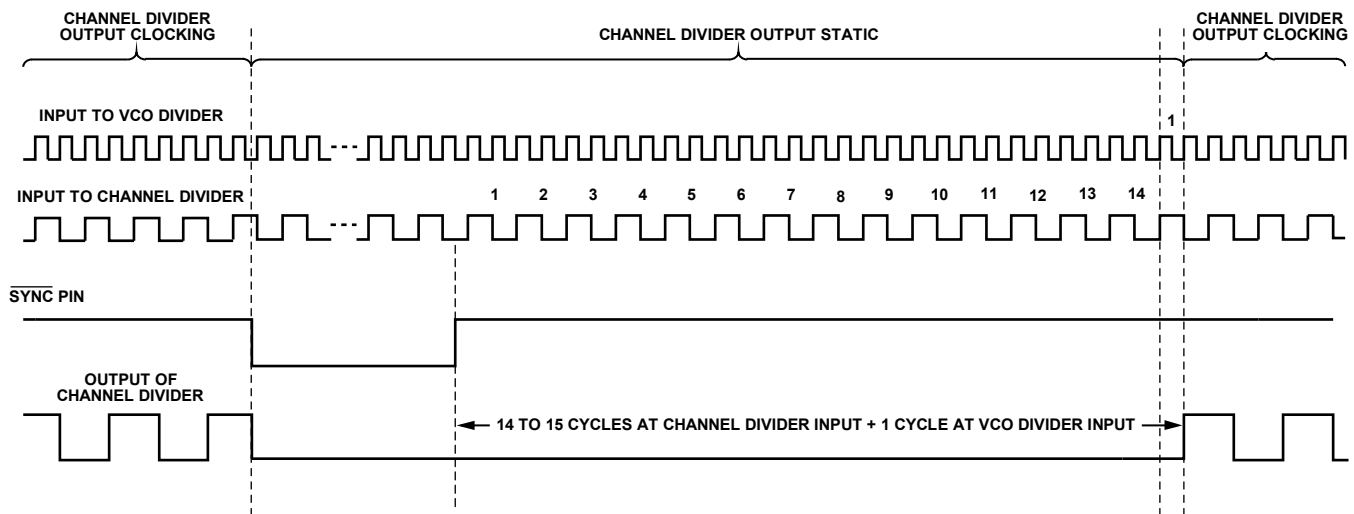 CHANNEL DIVIDER
OUTPUT CLOCKING
CHANNEL DIVIDER OUTPUT STATIC
CHANNEL DIVIDER
OUTPUT CLOCKING
INPUT TO VCO DIVIDER
1
INPUT TO CHANNEL DIVIDER
1 2 3 4 5 6 7 8 9 10 11 12 13 14
SYNC PIN
OUTPUT OF
CHANNEL DIVIDER
14 TO 15 CYCLES AT CHANNEL DIVIDER INPUT + 1 CYCLE AT VCO DIVIDER INPUT